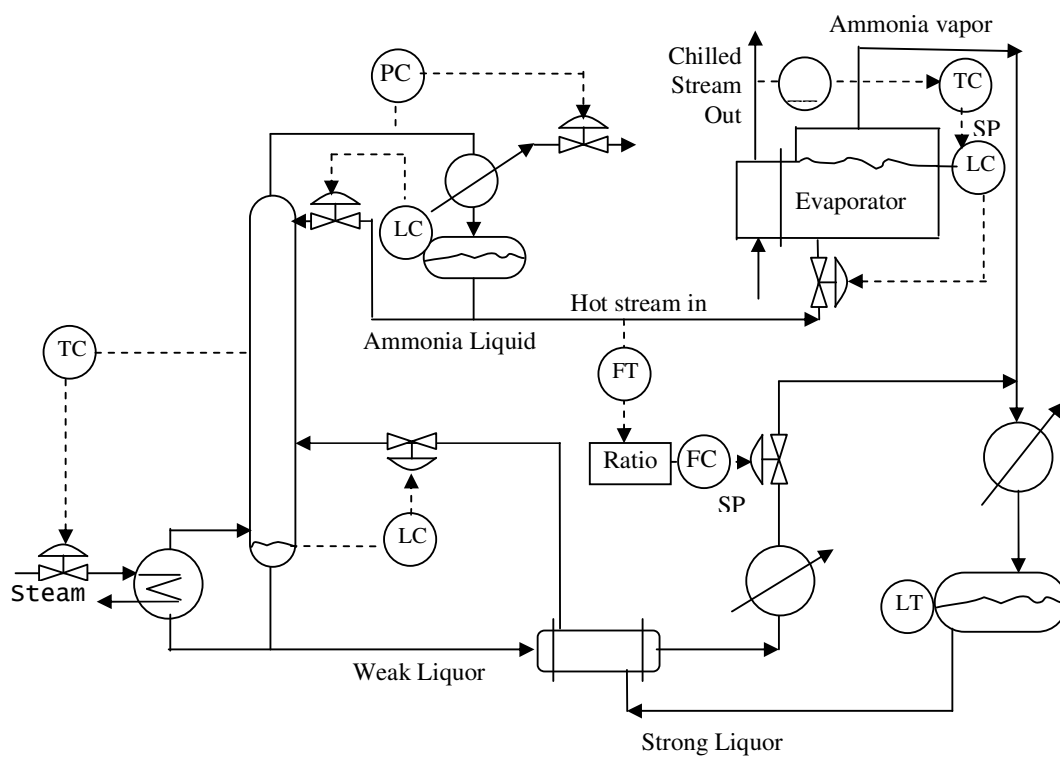 Ammonia vapor
Chilled
Stream
Out
PC
TC
SP
LC
Evaporator
LC
Hot stream in
Ammonia Liquid
TC
FT
Ratio
FC
SP
LC
Steam
LT
Weak Liquor
Strong Liquor